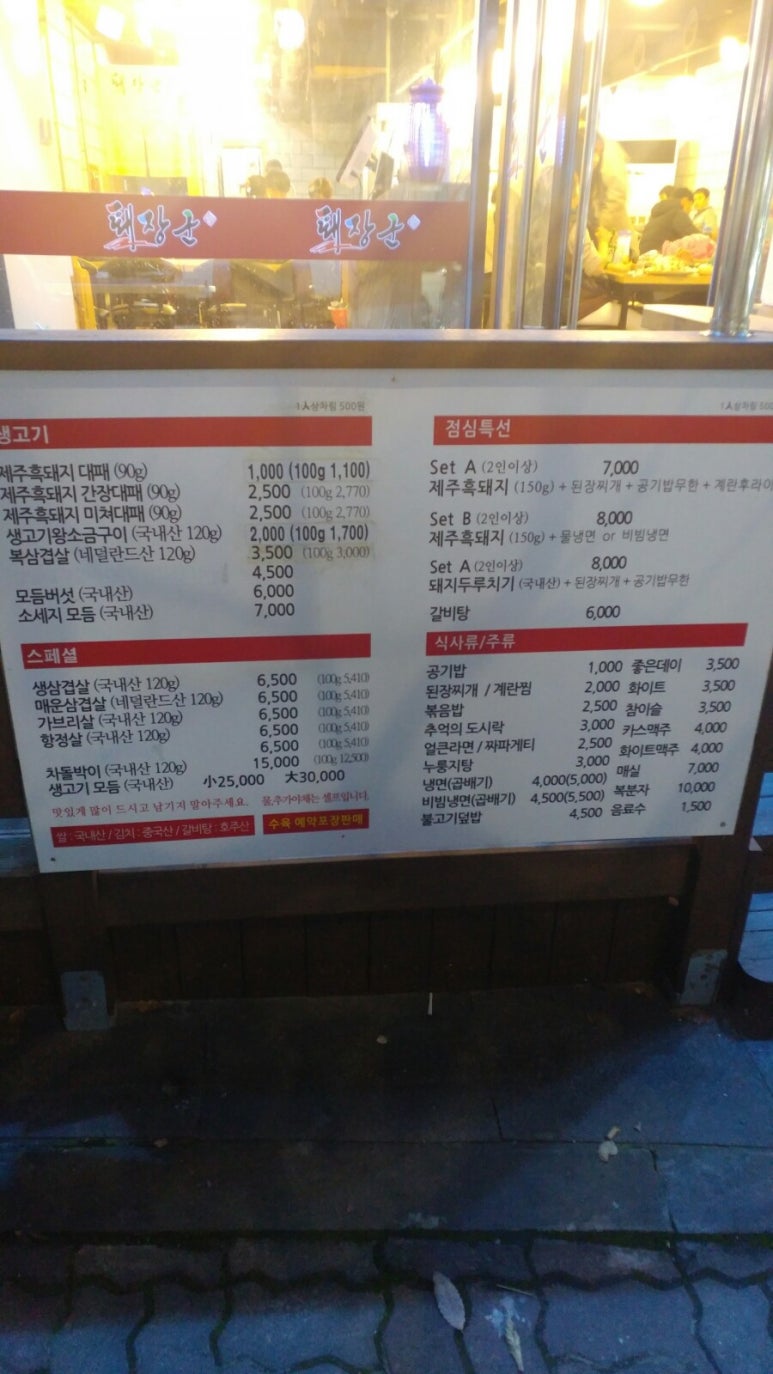 돼장군 돼장군
1人상차림 500원
생고기
제주흑돼지 대패 (90g) 1,000 (100g 1,100)
제주흑돼지 간장대패 (90g) 2,500 (100g 2,770)
제주흑돼지 미쳐대패 (90g) 2,500 (100g 2,770)
생고기왕소금구이 (국내산 120g) 2,000 (100g 1,700)
복삼겹살 (네덜란드산 120g) 3,500 (100g 3,000)
4,500
모듬버섯 (국내산) 6,000
소세지 모듬 (국내산) 7,000
스페셜
생삼겹살 (국내산 120g) 6,500 (100g 5,410)
매운삼겹살 (네덜란드산 120g) 6,500 (100g 5,410)
가브리살 (국내산 120g) 6,500 (100g 5,410)
항정살 (국내산 120g) 6,500 (100g 5,410)
6,500 (100g 5,410)
차돌박이 (국내산 120g) 15,000 (100g 12,500)
생고기 모듬 (국내산) 小25,000 大30,000
맛있게 많이 드시고 남기지 말아주세요. 물,추가야채는 셀프입니다.
쌀 : 국내산 / 김치 : 중국산 / 갈비탕 : 호주산 수육 예약포장판매
1人상차림
점심특선
Set A (2인이상) 7,000
제주흑돼지 (150g) + 된장찌개 + 공기밥무한 + 계란후라이
Set B (2인이상) 8,000
제주흑돼지 (150g) + 물냉면 or 비빔냉면
Set A (2인이상) 8,000
돼지두루치기 (국내산) + 된장찌개 + 공기밥무한
갈비탕 6,000
식사류/주류
공기밥 1,000 좋은데이 3,500
된장찌개 / 계란찜 2,000 화이트 3,500
볶음밥 2,500 참아슬 3,500
추억의 도시락 3,000 카스맥주 4,000
얼큰라면 / 짜파게티 2,500 화이트맥주 4,000
누룽지탕 3,000 매실 7,000
냉면(곱배기) 4,000(5,000) 복분자 10,000
비빔냉면(곱배기) 4,500(5,500) 음료수 1,500
불고기덮밥 4,500